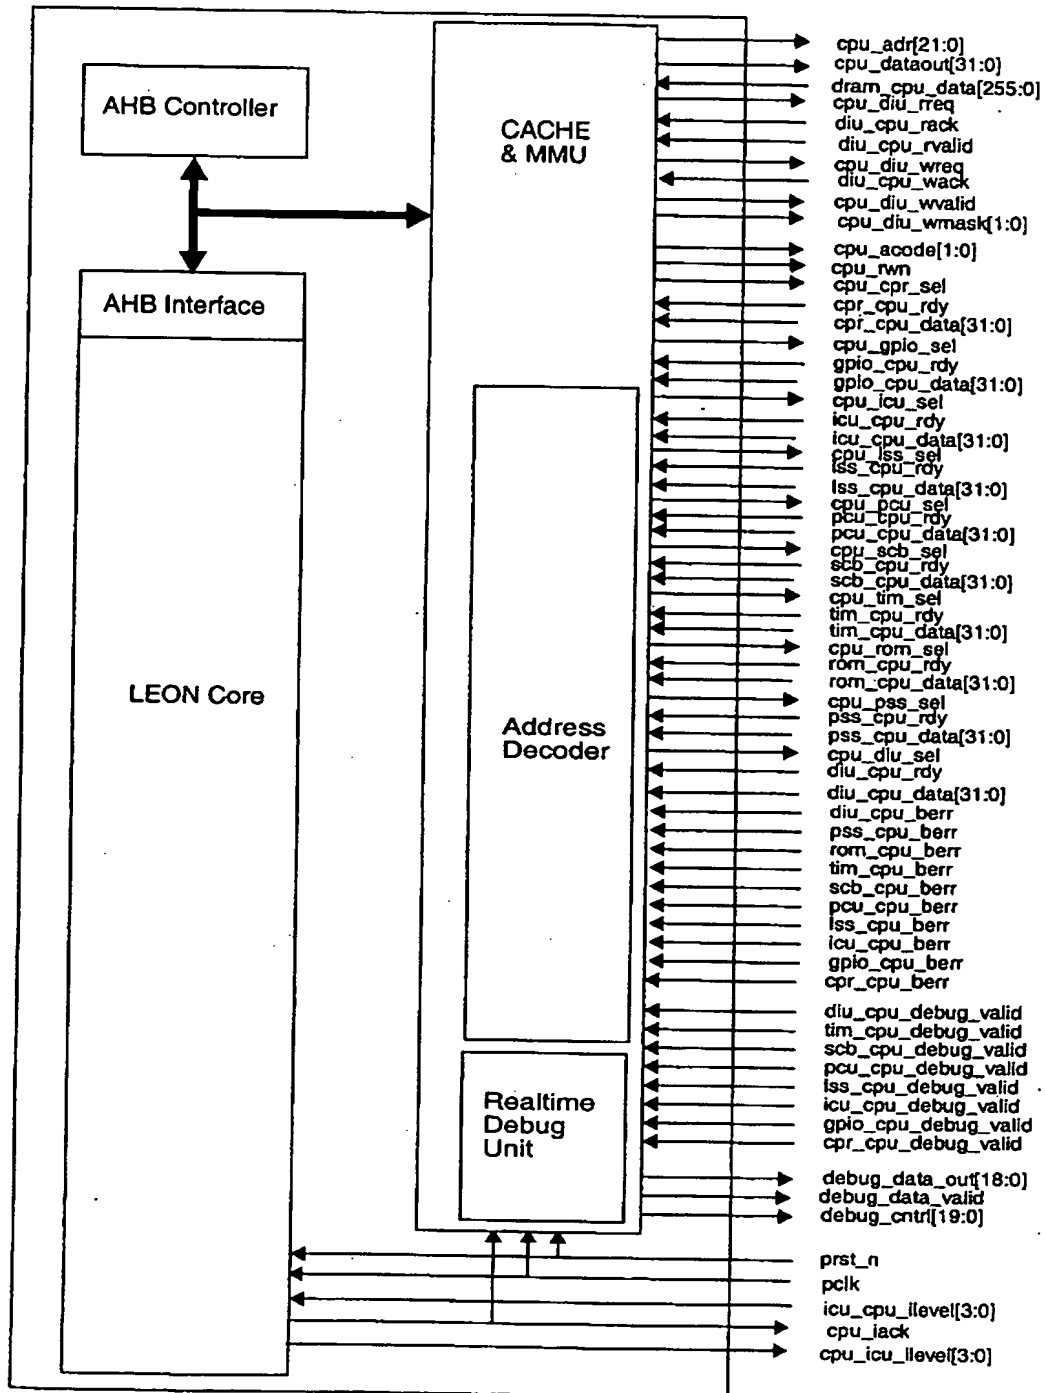 AHB Controller
AHB Interface
LEON Core
CACHE
& MMU
Address
Decoder
Realtime
Debug
Unit
cpu_adr[21:0]
cpu_dataout[31:0]
dram_cpu_data[255:0]
cpu_diu_rreq
diu_cpu_rack
diu_cpu_rvalid
cpu_diu_wreq
diu_cpu_wack
cpu_diu_wvalid
cpu_diu_wmask[1:0]
cpu_acode[1:0]
cpu_rwn
cpu_cpr_sel
cpr_cpu_rdy
cpr_cpu_data[31:0]
cpu_gpio_sel
gpio_cpu_rdy
gpio_cpu_data[31:0]
cpu_icu_sel
icu_cpu_rdy
icu_cpu_data[31:0]
cpu_lss_sel
lss_cpu_rdy
lss_cpu_data[31:0]
cpu_pcu_sel
pcu_cpu_rdy
pcu_cpu_data[31:0]
cpu_scb_sel
scb_cpu_rdy
scb_cpu_data[31:0]
cpu_tim_sel
tim_cpu_rdy
tim_cpu_data[31:0]
cpu_rom_sel
rom_cpu_rdy
rom_cpu_data[31:0]
cpu_pss_sel
pss_cpu_rdy
pss_cpu_data[31:0]
cpu_diu_sel
diu_cpu_rdy
diu_cpu_data[31:0]
diu_cpu_berr
pss_cpu_berr
rom_cpu_berr
tim_cpu_berr
scb_cpu_berr
pcu_cpu_berr
lss_cpu_berr
icu_cpu_berr
gpio_cpu_berr
cpr_cpu_berr
diu_cpu_debug_valid
tim_cpu_debug_valid
scb_cpu_debug_valid
pcu_cpu_debug_valid
lss_cpu_debug_valid
icu_cpu_debug_valid
gpio_cpu_debug_valid
cpr_cpu_debug_valid
debug_data_out[18:0]
debug_data_valid
debug_cntrl[19:0]
prst_n
pclk
icu_cpu_ilevel[3:0]
cpu_iack
cpu_icu_ilevel[3:0]